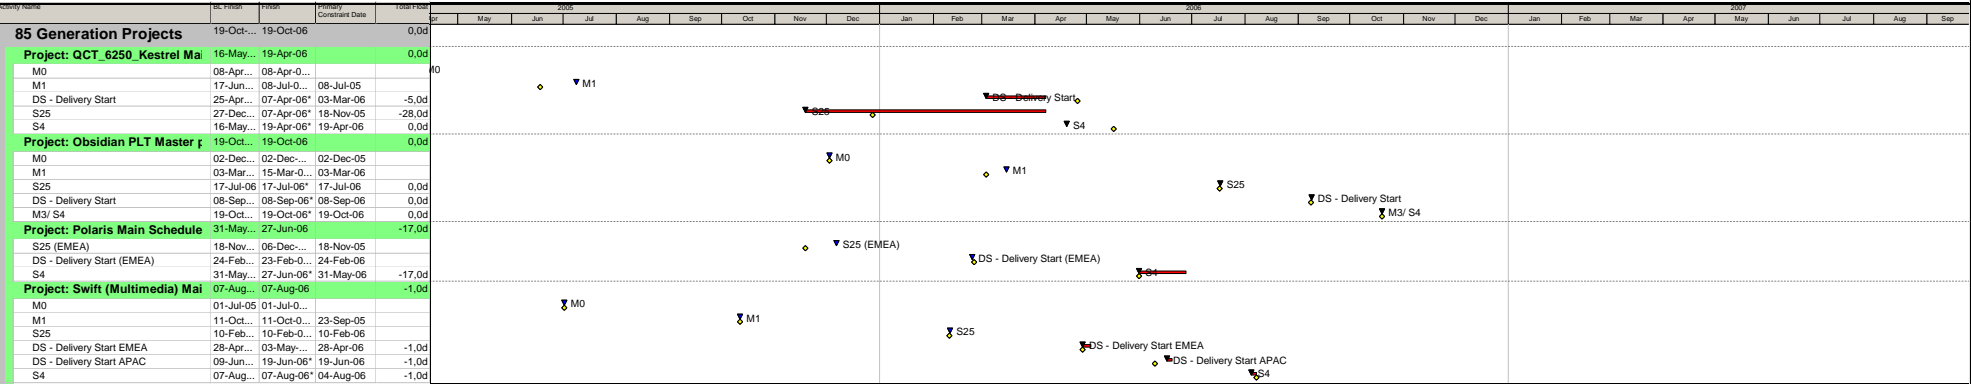 Activity Name BL Finish Finish Primary Constraint Date Total Float 2005 2006 2007
Apr May Jun Jul Aug Sep Oct Nov Dec Jan Feb Mar Apr May Jun Jul Aug Sep Oct Nov Dec Jan Feb Mar Apr May Jun Jul Aug Sep
85 Generation Projects 19-Oct-... 19-Oct-06 0,0d
Project: QCT_6250_Kestrel Mai 16-May... 19-Apr-06 0,0d
M0 08-Apr... 08-Apr-0... M0
M1 17-Jun... 08-Jul-0... 08-Jul-05 M1
DS - Delivery Start 25-Apr... 07-Apr-06* 03-Mar-06 -5,0d DS - Delivery Start
S25 27-Dec... 07-Apr-06* 18-Nov-05 -28,0d S25
S4 16-May... 19-Apr-06* 19-Apr-06 0,0d S4
Project: Obsidian PLT Master p 19-Oct... 19-Oct-06 0,0d
M0 02-Dec... 02-Dec-... 02-Dec-05 M0
M1 03-Mar... 15-Mar-0... 03-Mar-06 M1
S25 17-Jul-06 17-Jul-06* 17-Jul-06 0,0d S25
DS - Delivery Start 08-Sep... 08-Sep-06* 08-Sep-06 0,0d DS - Delivery Start
M3/ S4 19-Oct... 19-Oct-06* 19-Oct-06 0,0d M3/ S4
Project: Polaris Main Schedule 31-May... 27-Jun-06 -17,0d
S25 (EMEA) 18-Nov... 06-Dec-... 18-Nov-05 S25 (EMEA)
DS - Delivery Start (EMEA) 24-Feb... 23-Feb-0... 24-Feb-06 DS - Delivery Start (EMEA)
S4 31-May... 27-Jun-06* 31-May-06 -17,0d S4
Project: Swift (Multimedia) Mai 07-Aug... 07-Aug-06 -1,0d
M0 01-Jul-05 01-Jul-0... M0
M1 11-Oct... 11-Oct-0... 23-Sep-05 M1
S25 10-Feb... 10-Feb-0... 10-Feb-06 S25
DS - Delivery Start EMEA 28-Apr... 03-May-... 28-Apr-06 -1,0d DS - Delivery Start EMEA
DS - Delivery Start APAC 09-Jun... 19-Jun-06* 19-Jun-06 -1,0d DS - Delivery Start APAC
S4 07-Aug... 07-Aug-06* 04-Aug-06 -1,0d S4